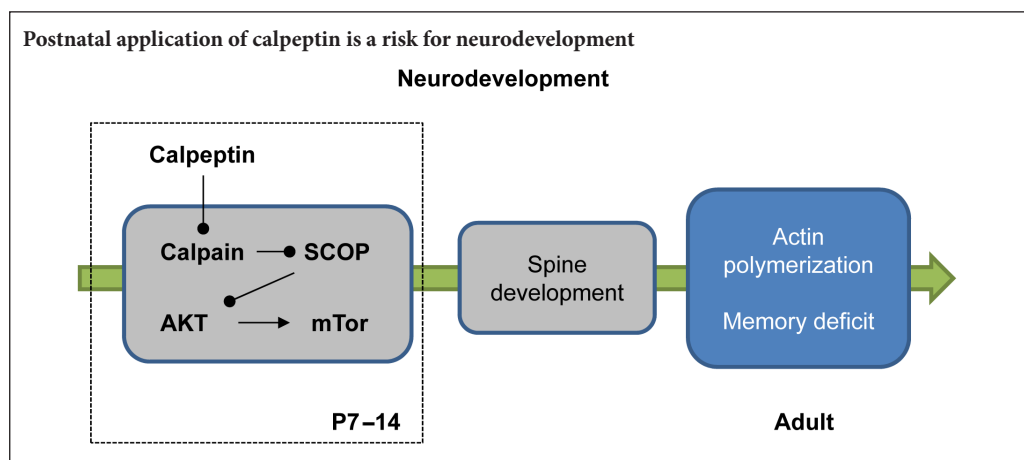 Postnatal application of calpeptin is a risk for neurodevelopment
Neurodevelopment
Calpeptin
Calpain
SCOP
AKT
mTor
P7–14
Spine
development
Actin
polymerization
Memory deficit
Adult